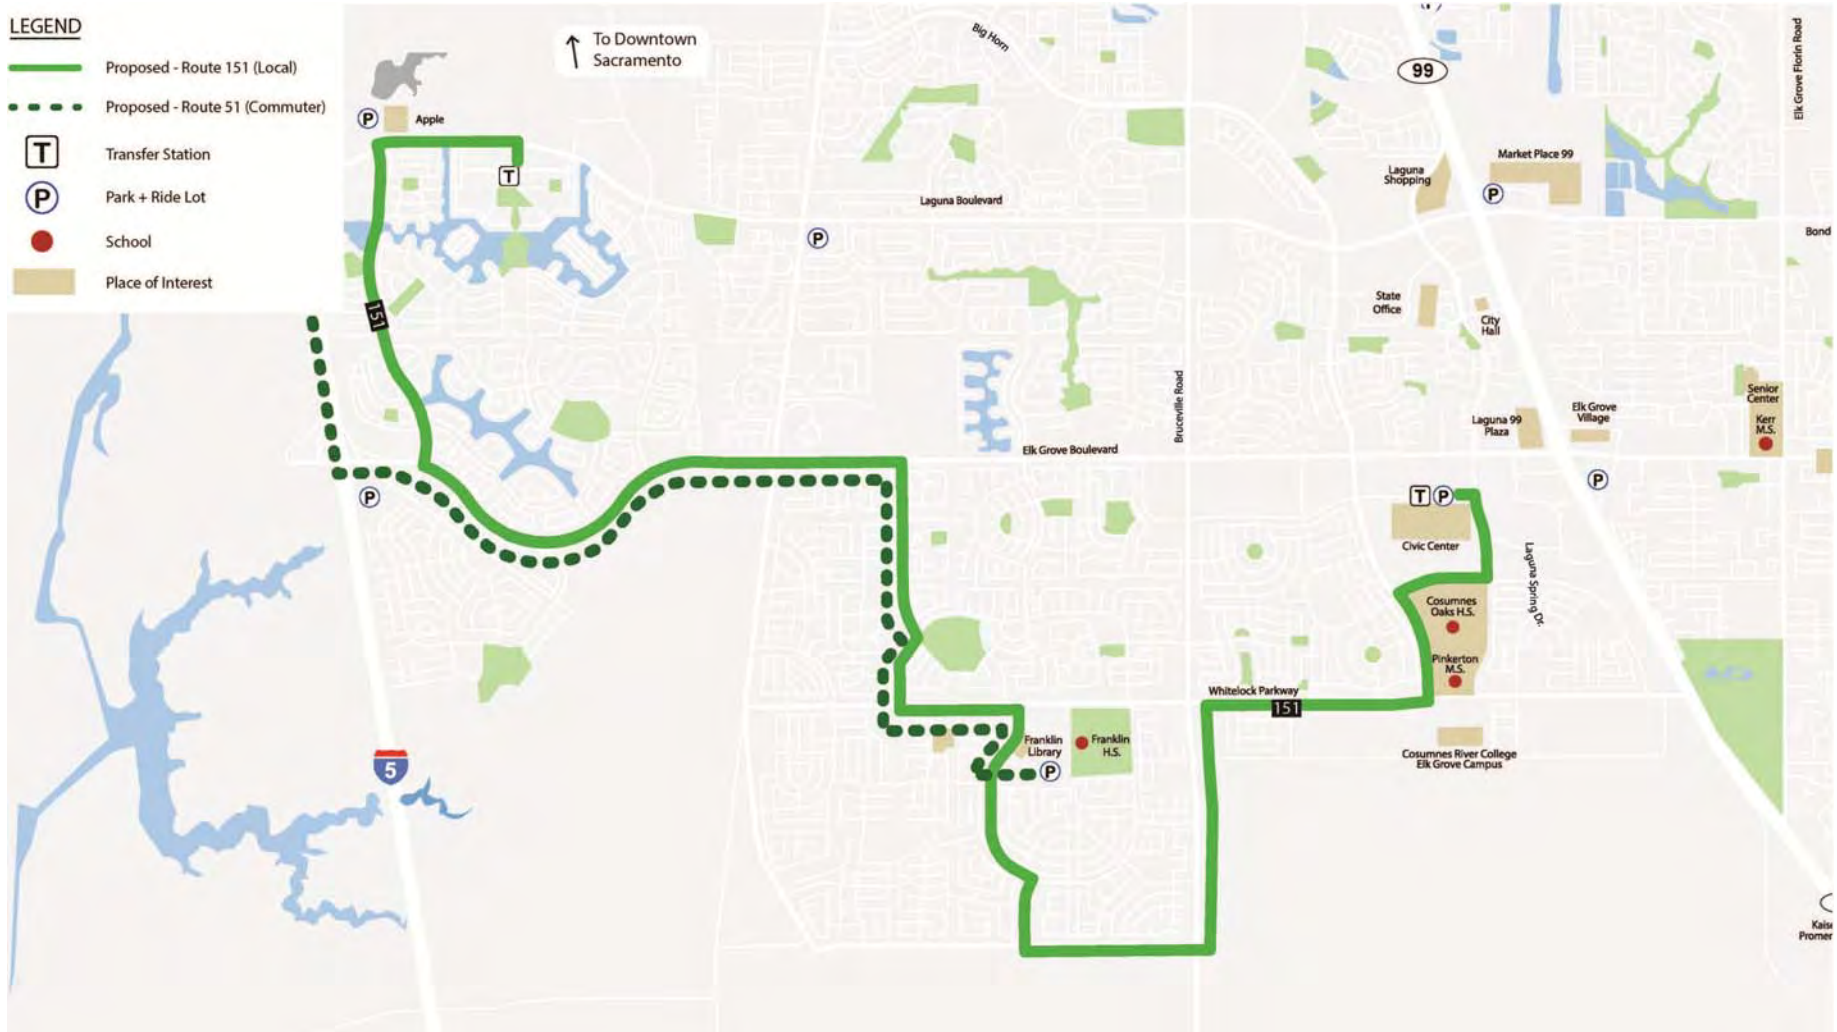 LEGEND
Proposed - Route 151 (Local)
Proposed - Route 51 (Commuter)
T
Transfer Station
P
Park + Ride Lot
School
Place of Interest
To Downtown
Sacramento
Big Horn
99
Elk Grove Florin Road
P
Apple
T
Laguna
Shopping
Market Place 99
P
Laguna Boulevard
P
Bond
151
State
Office
City
Hall
Bruceville Road
Senior
Center
Kerr
M.S.
Laguna 99
Plaza
Elk Grove
Village
Elk Grove Boulevard
P
P
T P
Civic Center
Laguna Spring Dr.
Cosumnes
Oaks H.S.
Pinkerton
M.S.
Whitelock Parkway
151
Franklin
Library
Franklin
H.S.
P
Cosumnes River College
Elk Grove Campus
5
Kaise
Promer